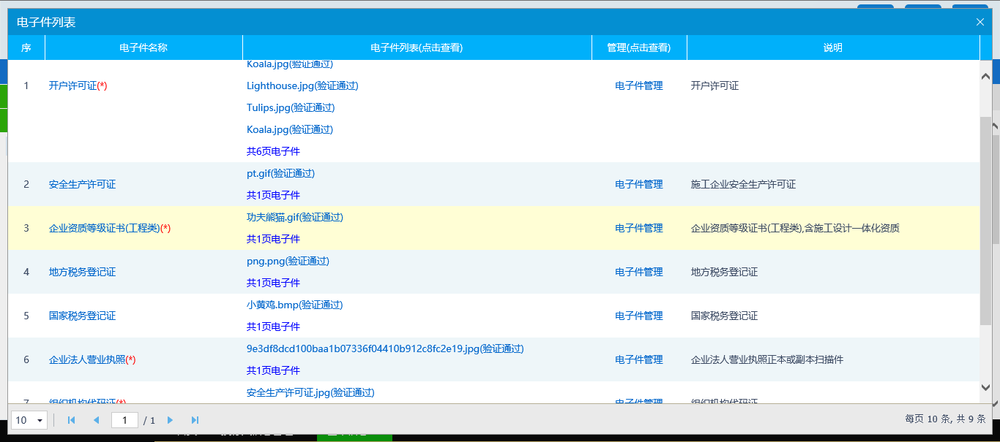 电子件列表
序 电子件名称 电子件列表(点击查看) 管理(点击查看) 说明
Koala.jpg(验证通过)
1 开户许可证(*) Lighthouse.jpg(验证通过) 电子件管理 开户许可证
Tulips.jpg(验证通过)
Koala.jpg(验证通过)
共6页电子件
pt.gif(验证通过)
2 安全生产许可证 电子件管理 施工企业安全生产许可证
共1页电子件
功夫熊猫.gif(验证通过)
3 企业资质等级证书(工程类)(*) 电子件管理 企业资质等级证书(工程类),含施工设计一体化资质
共1页电子件
png.png(验证通过)
4 地方税务登记证 电子件管理 地方税务登记证
共1页电子件
小黄鸡.bmp(验证通过)
5 国家税务登记证 电子件管理 国家税务登记证
共1页电子件
9e3df8dcd100baa1b07336f04410b912c8fc2e19.jpg(验证通过)
6 企业法人营业执照(*) 电子件管理 企业法人营业执照正本或副本扫描件
共1页电子件
安全生产许可证.jpg(验证通过)
7 组织机构代码证(*) 电子件管理 组织机构代码证
10 1 / 1 每页 10 条, 共 9 条